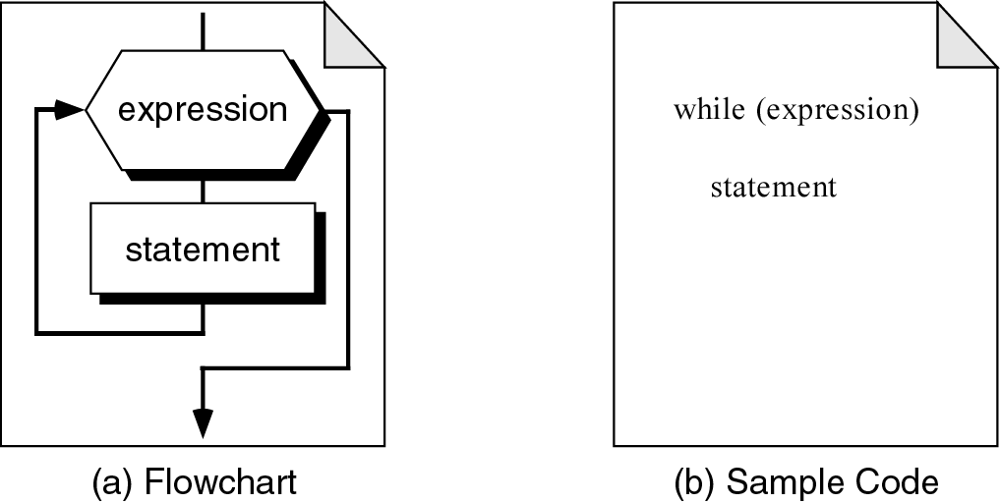 expression
statement
(a) Flowchart
while (expression)
statement
(b) Sample Code